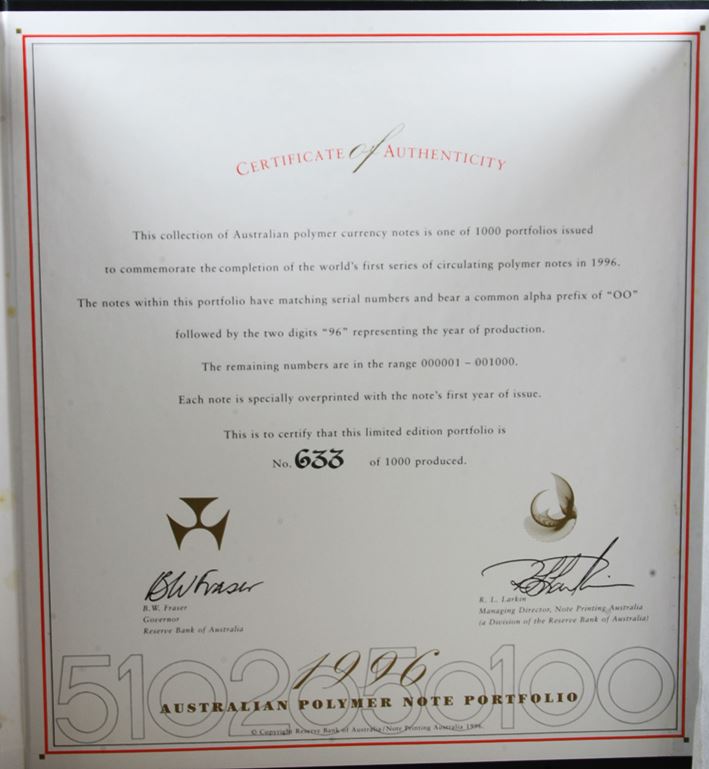 CERTIFICATE of AUTHENTICITY
This collection of Australian polymer currency notes is one of 1000 portfolios issued
to commemorate the completion of the world's first series of circulating polymer notes in 1996.
The notes within this portfolio have matching serial numbers and bear a common alpha prefix of "OO"
followed by the two digits "96" representing the year of production.
The remaining numbers are in the range 000001 – 001000.
Each note is specially overprinted with the note's first year of issue.
This is to certify that this limited edition portfolio is
No. 633 of 1000 produced.
BW Fraser
B.W. Fraser
Governor
Reserve Bank of Australia
R. L. Larkin
Managing Director, Note Printing Australia
(a Division of the Reserve Bank of Australia)
5102050100
1996
AUSTRALIAN POLYMER NOTE PORTFOLIO
© Copyright Reserve Bank of Australia/Note Printing Australia 1996.